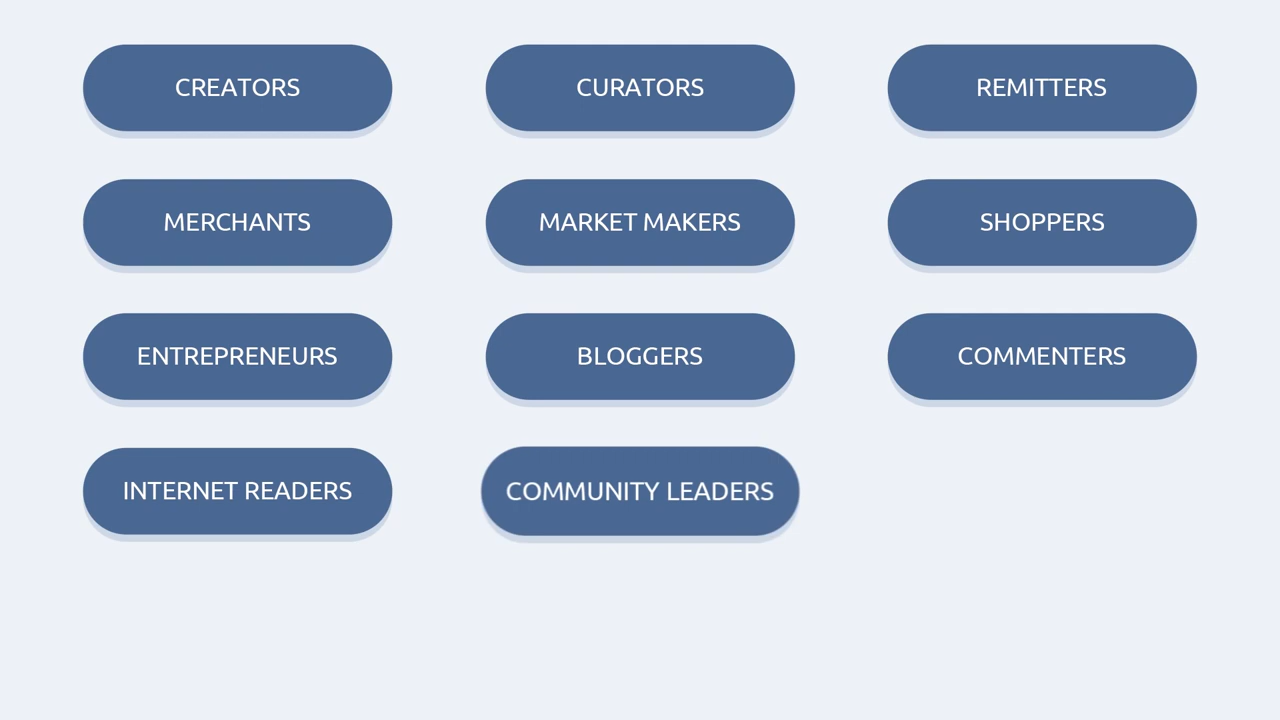 CREATORS
CURATORS
REMITTERS
MERCHANTS
MARKET MAKERS
SHOPPERS
ENTREPRENEURS
BLOGGERS
COMMENTERS
INTERNET READERS
COMMUNITY LEADERS